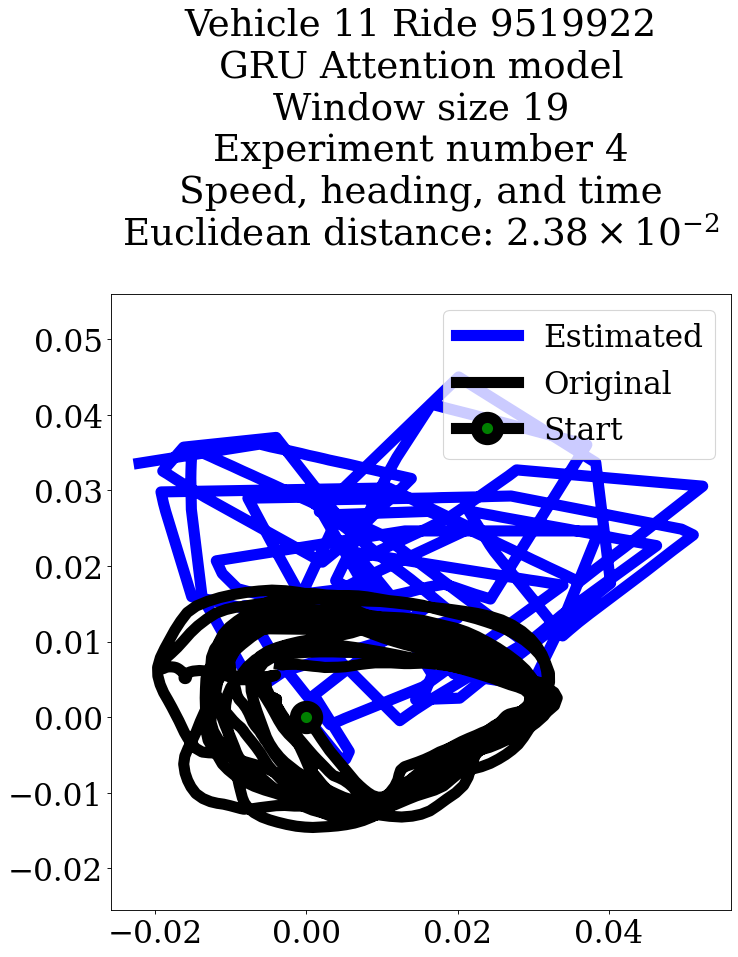 Vehicle 11 Ride 9519922
GRU Attention model
Window size 19
Experiment number 4
Speed, heading, and time
Euclidean distance: 2.38 × 10⁻²
Estimated
Original
Start
0.05
0.04
0.03
0.02
0.01
0.00
−0.01
−0.02
−0.02 0.00 0.02 0.04